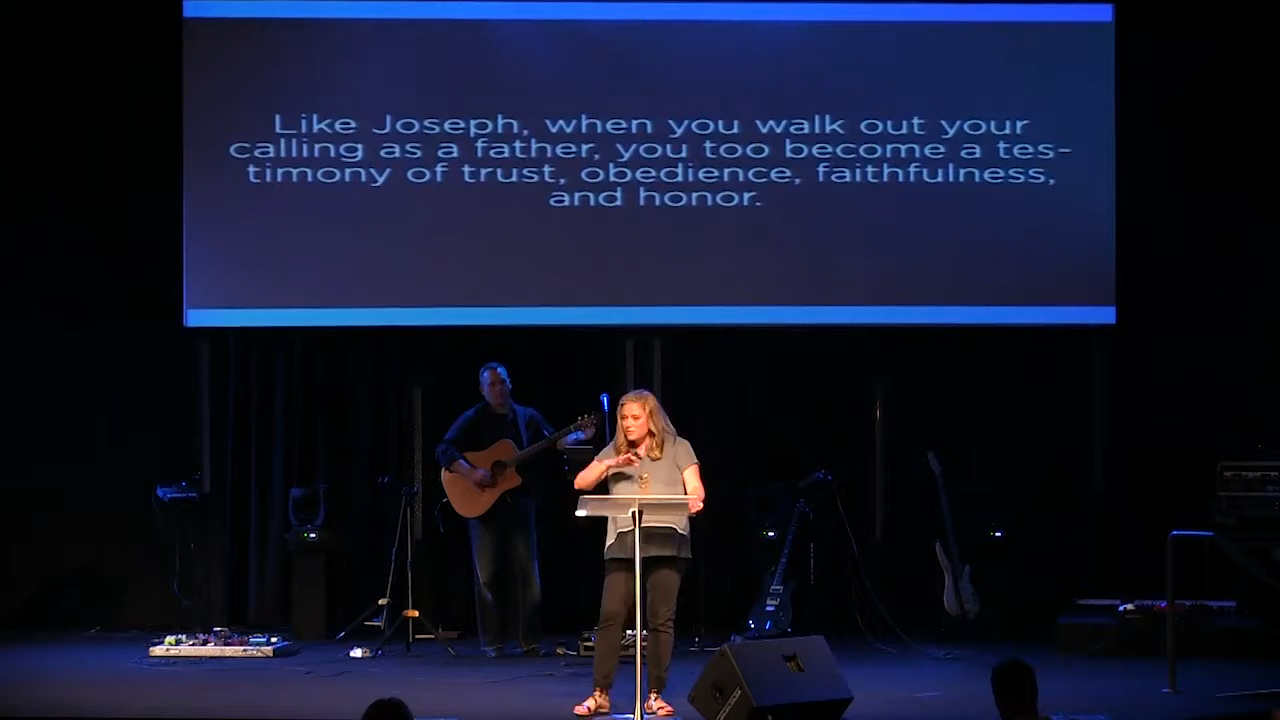 Like Joseph, when you walk out your
calling as a father, you too become a tes-
timony of trust, obedience, faithfulness,
and honor.